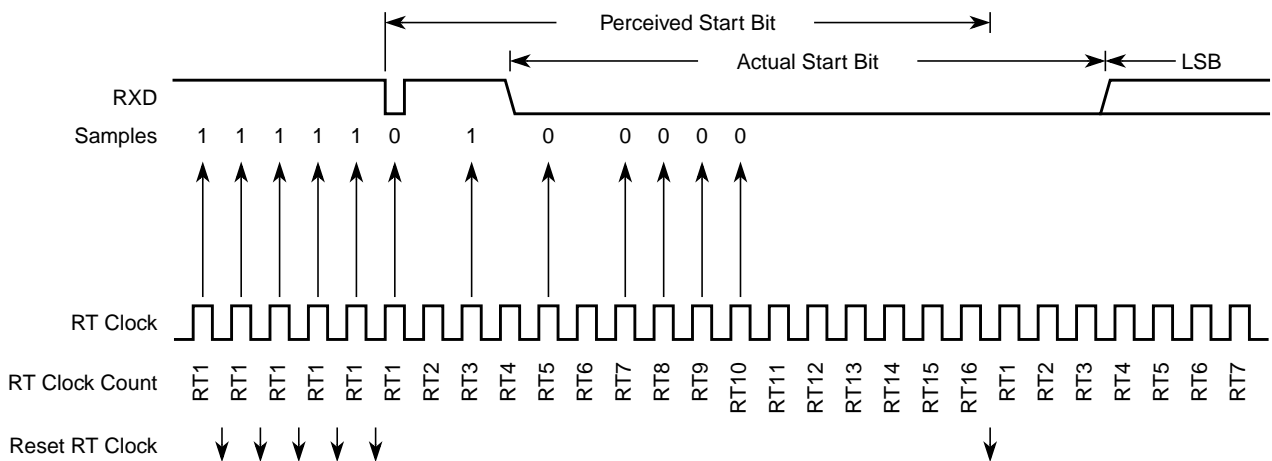 Perceived Start Bit
Actual Start Bit LSB
RXD
Samples 1 1 1 1 1 0 1 0 0 0 0 0
RT Clock
RT Clock Count RT1 RT1 RT1 RT1 RT1 RT1 RT2 RT3 RT4 RT5 RT6 RT7 RT8 RT9 RT10 RT11 RT12 RT13 RT14 RT15 RT16 RT1 RT2 RT3 RT4 RT5 RT6 RT7
Reset RT Clock